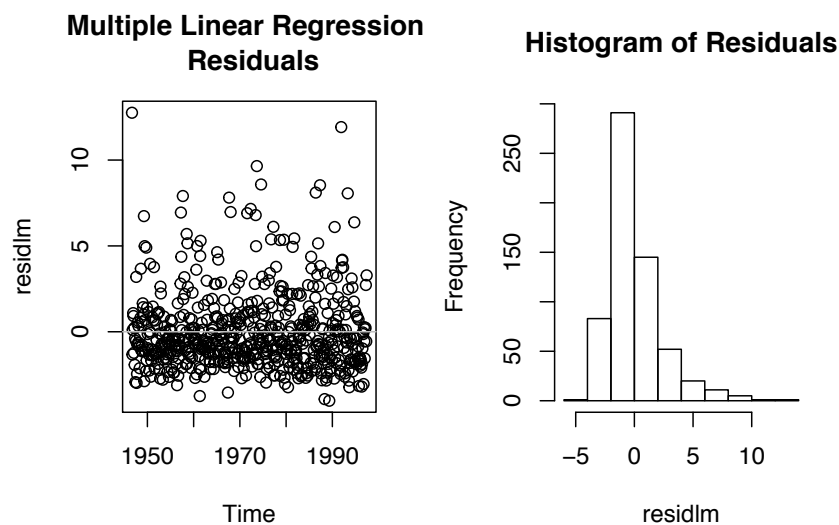 Multiple Linear Regression
Residuals
residlm
10
5
0
1950
1970
1990
Time
Histogram of Residuals
Frequency
250
150
50
0
−5
0
5
10
residlm